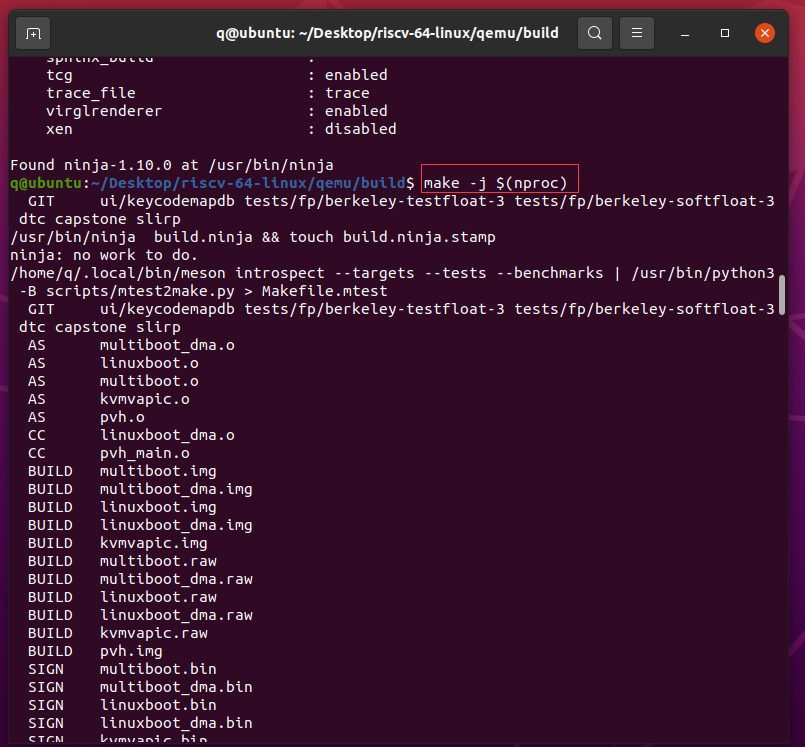 q@ubuntu: ~/Desktop/riscv-64-linux/qemu/build
sphinx_build :
tcg : enabled
trace_file : trace
virglrenderer : enabled
xen : disabled
Found ninja-1.10.0 at /usr/bin/ninja
q@ubuntu:~/Desktop/riscv-64-linux/qemu/build$ make -j $(nproc)
GIT ui/keycodemapdb tests/fp/berkeley-testfloat-3 tests/fp/berkeley-softfloat-3
dtc capstone slirp
/usr/bin/ninja  build.ninja && touch build.ninja.stamp
ninja: no work to do.
/home/q/.local/bin/meson introspect --targets --tests --benchmarks | /usr/bin/python3
-B scripts/mtest2make.py > Makefile.mtest
GIT ui/keycodemapdb tests/fp/berkeley-testfloat-3 tests/fp/berkeley-softfloat-3
dtc capstone slirp
AS multiboot_dma.o
AS linuxboot.o
AS multiboot.o
AS kvmvapic.o
AS pvh.o
CC linuxboot_dma.o
CC pvh_main.o
BUILD multiboot.img
BUILD multiboot_dma.img
BUILD linuxboot.img
BUILD linuxboot_dma.img
BUILD kvmvapic.img
BUILD multiboot.raw
BUILD multiboot_dma.raw
BUILD linuxboot.raw
BUILD linuxboot_dma.raw
BUILD kvmvapic.raw
BUILD pvh.img
SIGN multiboot.bin
SIGN multiboot_dma.bin
SIGN linuxboot.bin
SIGN linuxboot_dma.bin
SIGN kvmvapic.bin